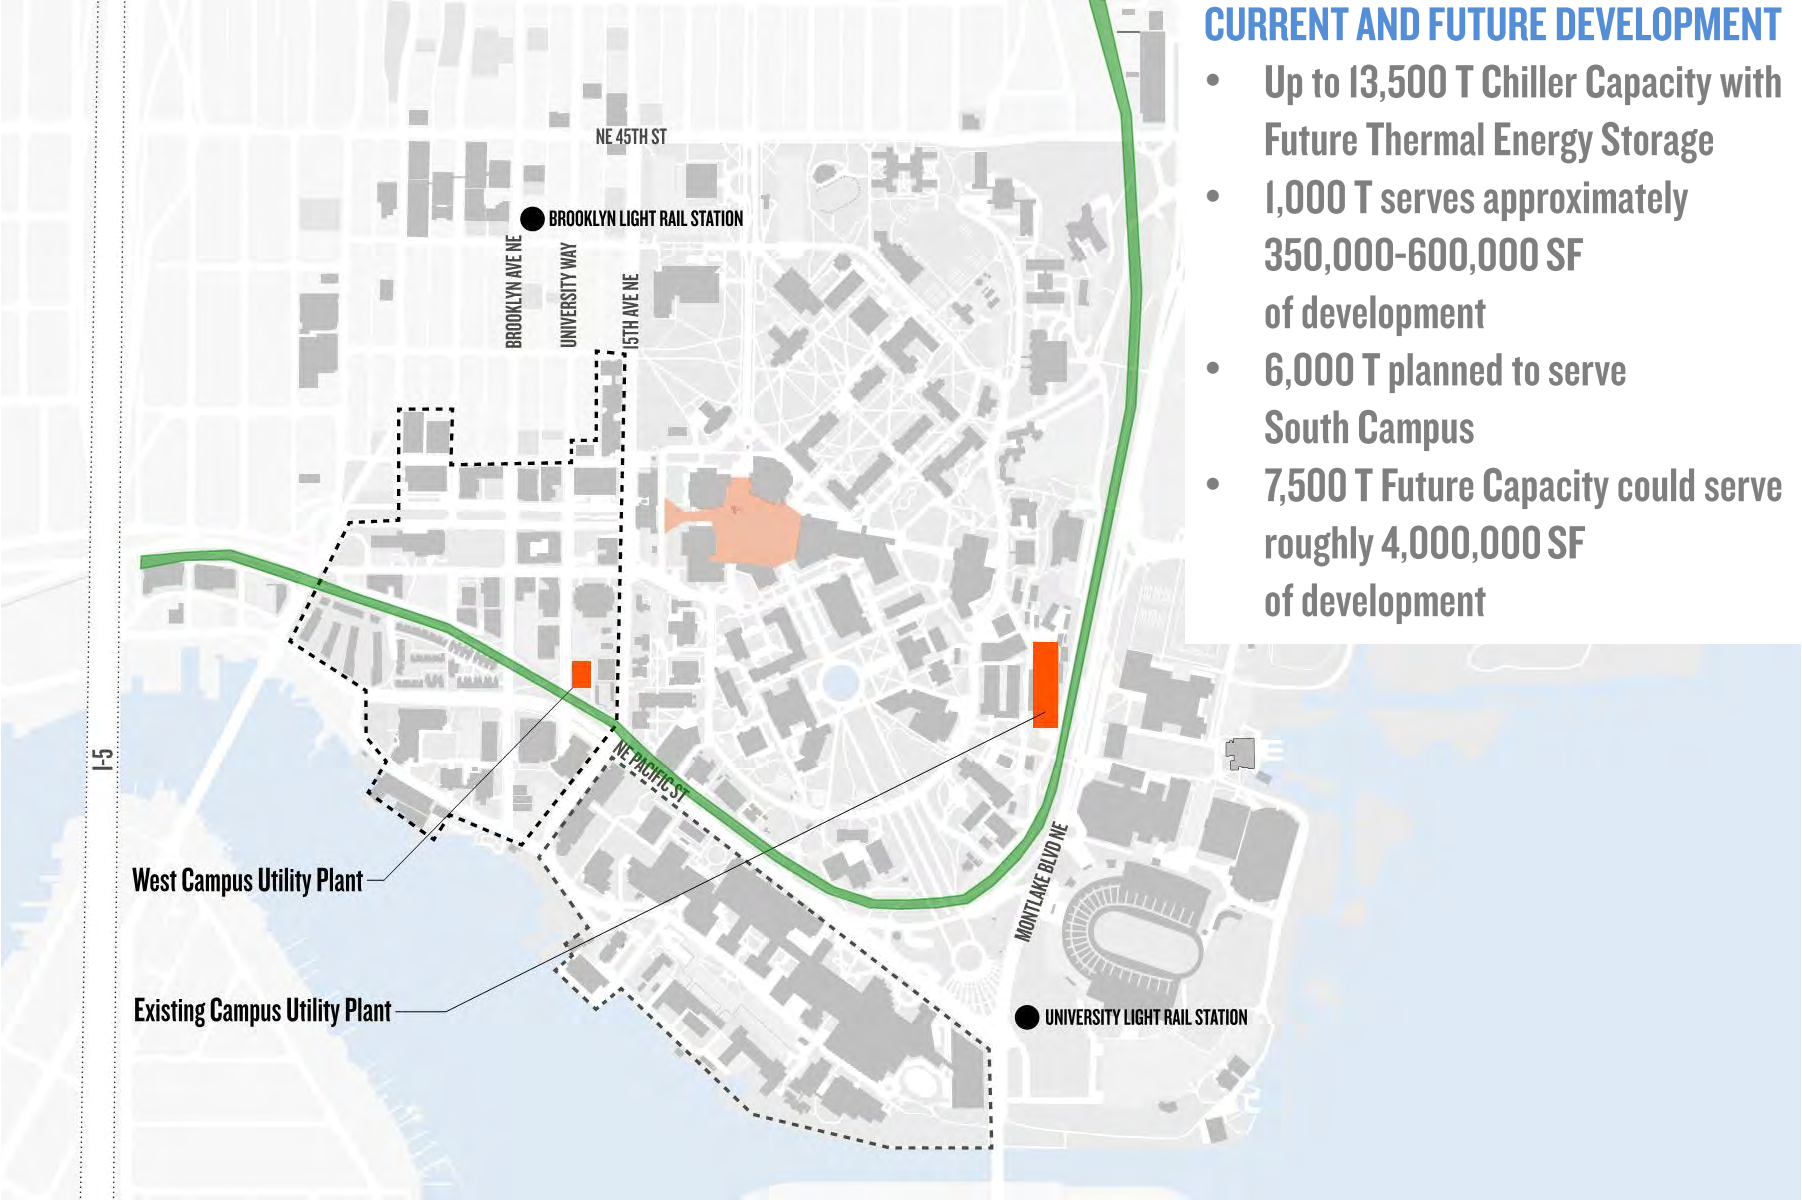 CURRENT AND FUTURE DEVELOPMENT
• Up to 13,500 T Chiller Capacity with
Future Thermal Energy Storage
• 1,000 T serves approximately
350,000-600,000 SF
of development
• 6,000 T planned to serve
South Campus
• 7,500 T Future Capacity could serve
roughly 4,000,000 SF
of development
NE 45TH ST
BROOKLYN LIGHT RAIL STATION
BROOKLYN AVE NE
UNIVERSITY WAY
15TH AVE NE
I-5
NE PACIFIC ST
MONTLAKE BLVD NE
West Campus Utility Plant
Existing Campus Utility Plant
UNIVERSITY LIGHT RAIL STATION